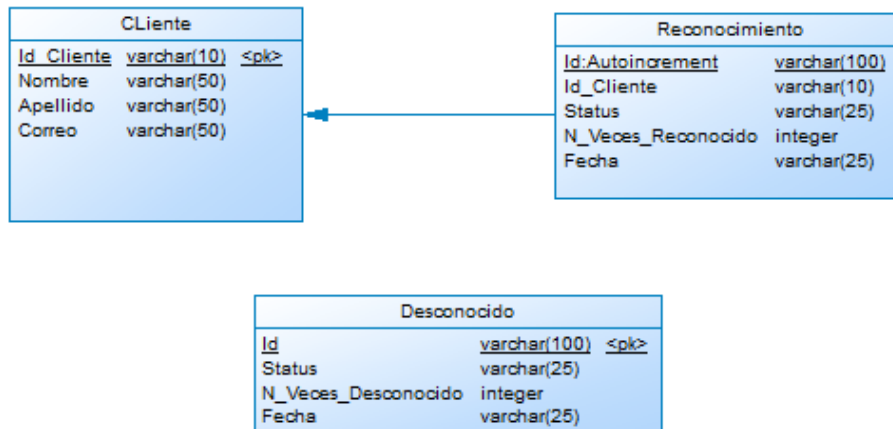 CLiente
Id_Cliente varchar(10) <pk>
Nombre varchar(50)
Apellido varchar(50)
Correo varchar(50)
Reconocimiento
Id:Autoincrement varchar(100)
Id_Cliente varchar(10)
Status varchar(25)
N_Veces_Reconocido integer
Fecha varchar(25)
Desconocido
Id varchar(100) <pk>
Status varchar(25)
N_Veces_Desconocido integer
Fecha varchar(25)